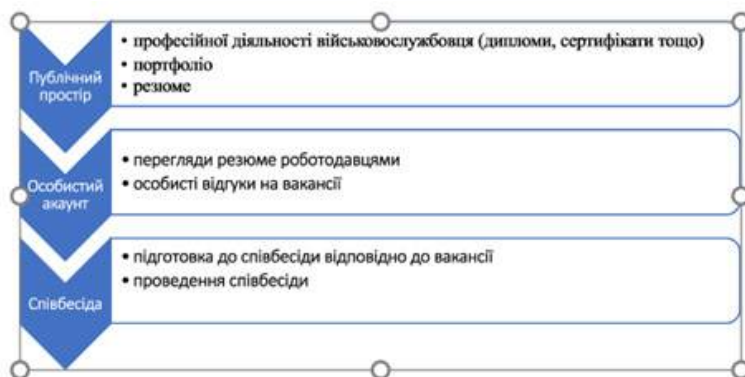 Публічний
простір
• професійної діяльності військовослужбовця (дипломи, сертифікати тощо)
• портфоліо
• резюме
Особистий
акаунт
• перегляди резюме роботодавцями
• особисті відгуки на вакансії
Співбесіда
• підготовка до співбесіди відповідно до вакансії
• проведення співбесіди